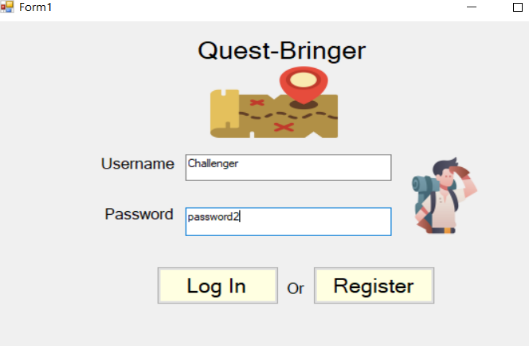 Form1
Quest-Bringer
Username Challenger
Password password2
Log In Or Register